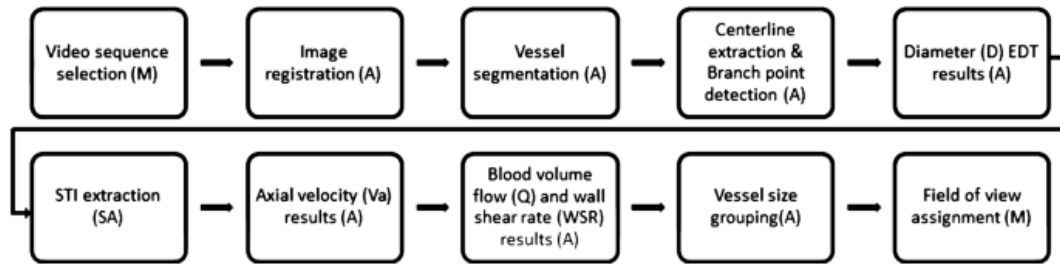 Video sequence
selection (M)
Image
registration (A)
Vessel
segmentation (A)
Centerline
extraction &
Branch point
detection (A)
Diameter (D) EDT
results (A)
STI extraction
(SA)
Axial velocity (Va)
results (A)
Blood volume
flow (Q) and wall
shear rate (WSR)
results (A)
Vessel size
grouping(A)
Field of view
assignment (M)